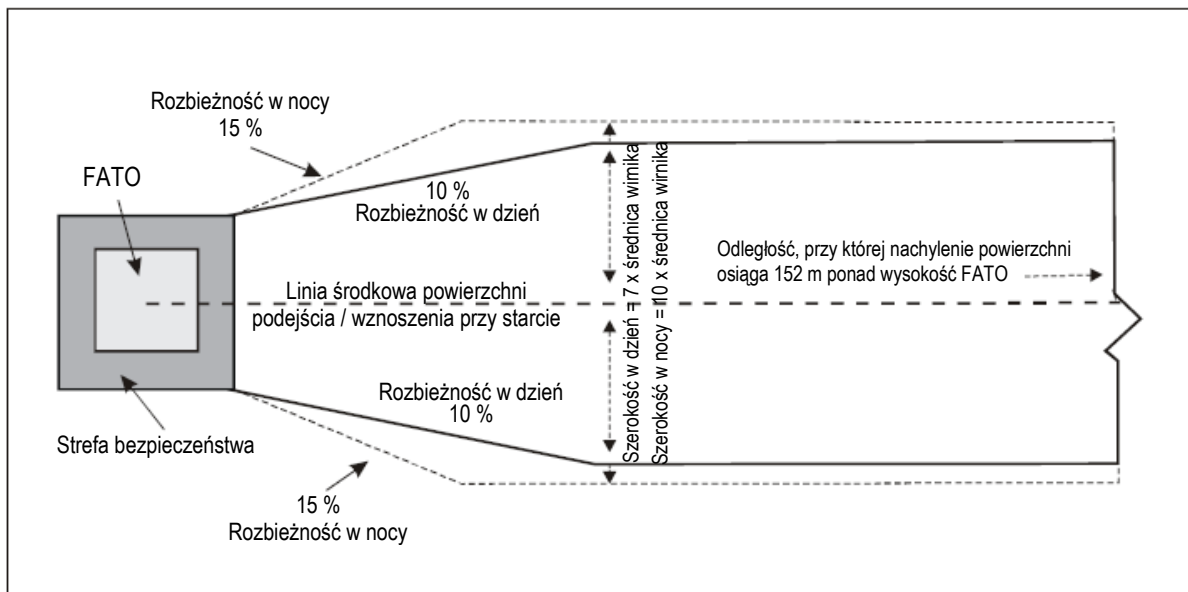 Rozbieżność w nocy
15 %
FATO
10 %
Rozbieżność w dzień
Szerokość w dzień = 7 x średnica wirnika
Szerokość w nocy = 10 x średnica wirnika
Odległość, przy której nachylenie powierzchni
osiąga 152 m ponad wysokość FATO
Linia środkowa powierzchni
podejścia / wznoszenia przy starcie
Rozbieżność w dzień
10 %
Strefa bezpieczeństwa
15 %
Rozbieżność w nocy